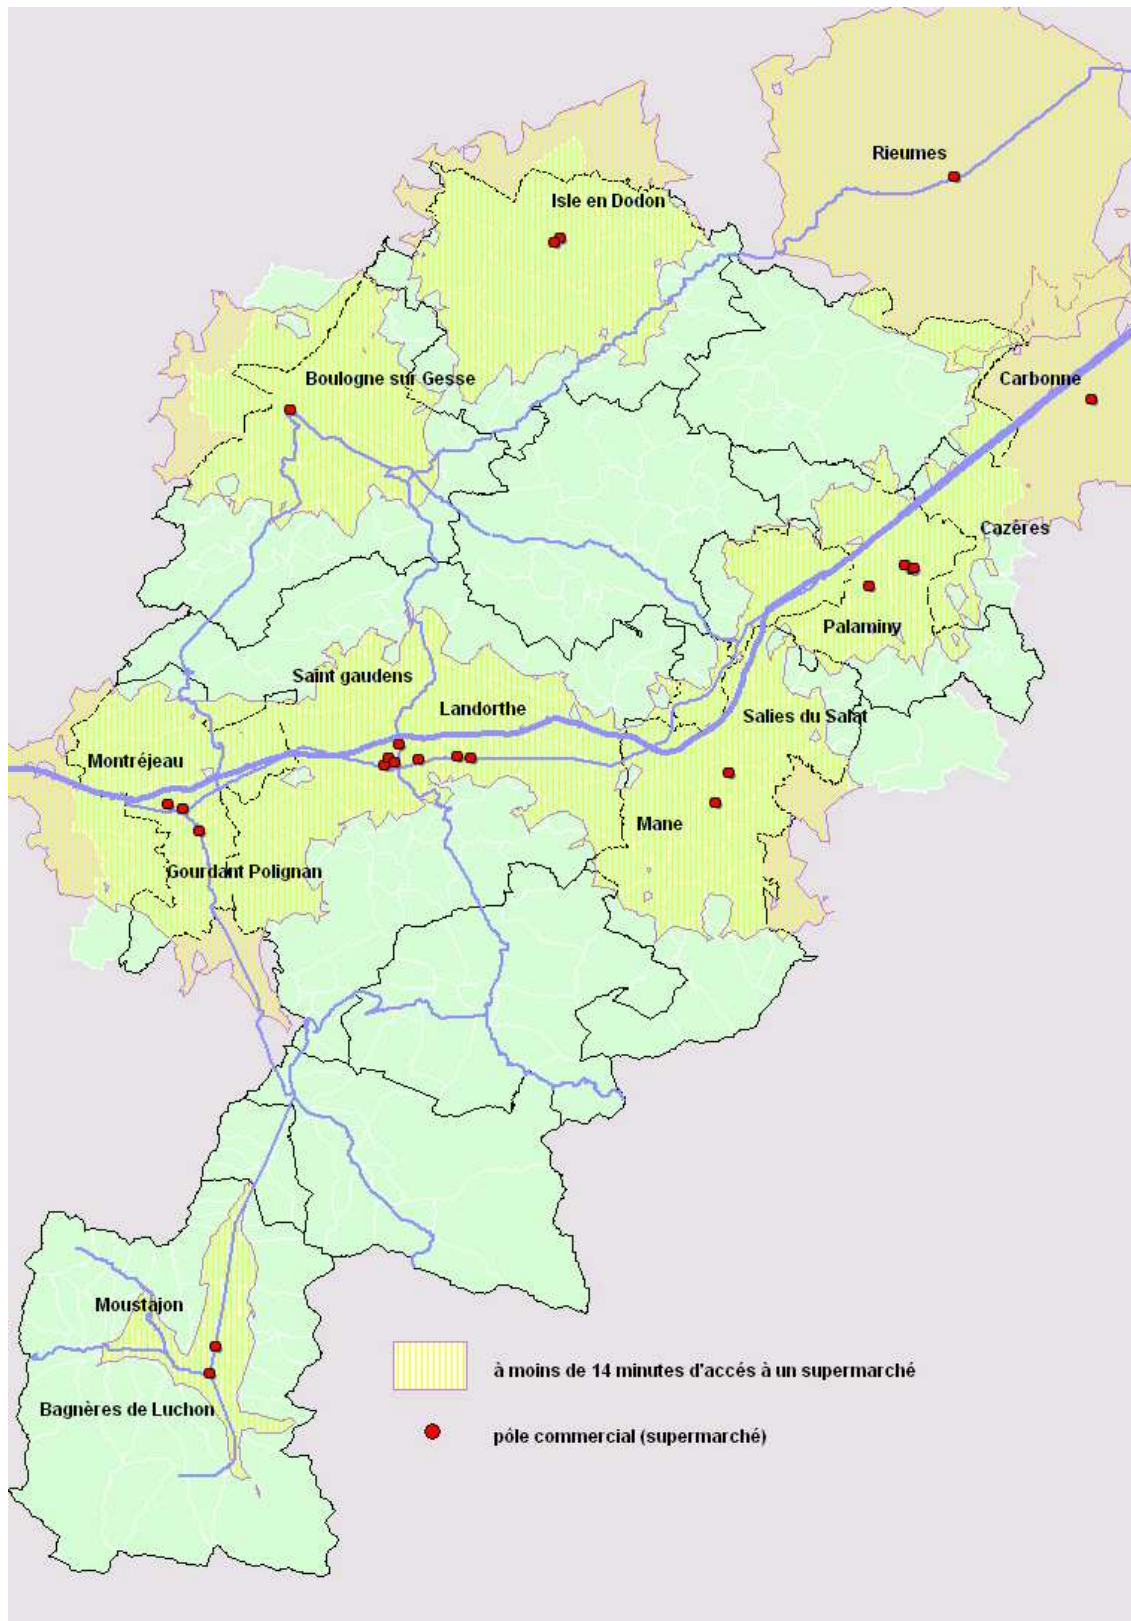 Rieumes
Isle en Dodon
Boulogne sur Gesse
Carbonne
Cazères
Palaminy
Saint gaudens
Landorthe
Salies du Salat
Montréjeau
Mane
Gourdant Polignan
Moustajon
à moins de 14 minutes d'accés à un supermarché
Bagnères de Luchon
pôle commercial (supermarché)